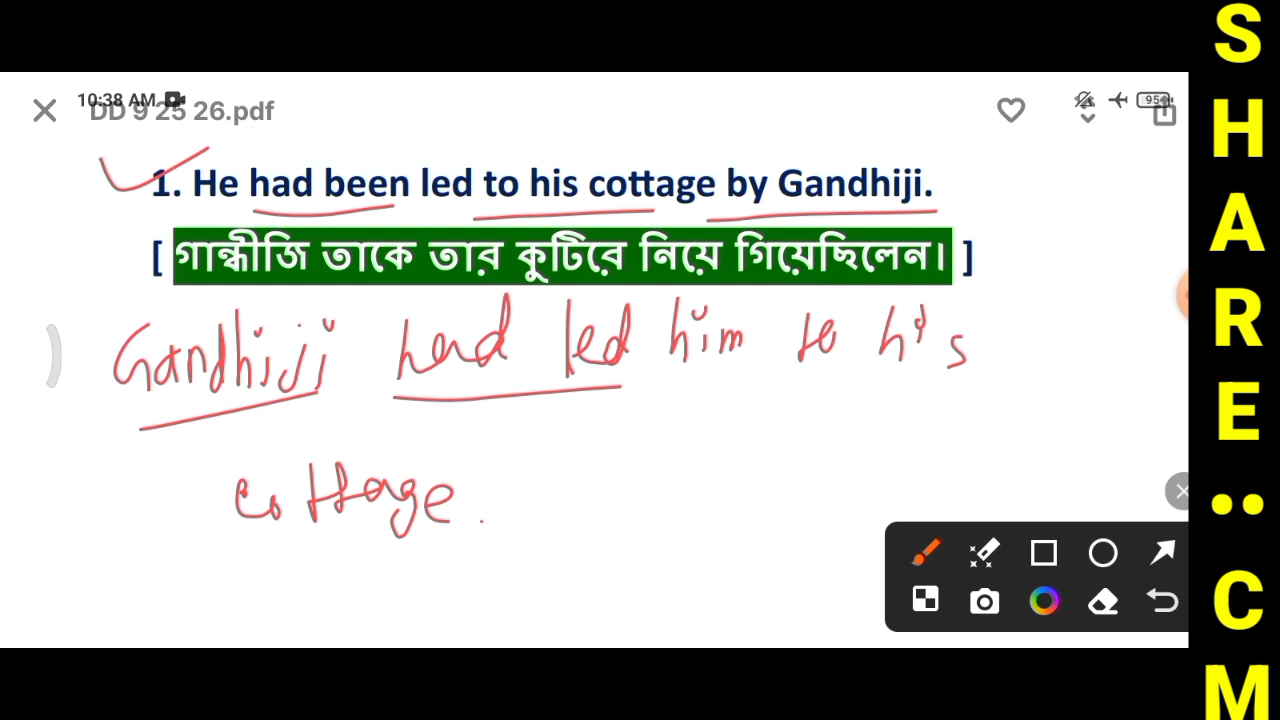 10:38 AM
DD 9 25 26.pdf
95
1. He had been led to his cottage by Gandhiji.
[ গান্ধীজি তাকে তার কুটিরে নিয়ে গিয়েছিলেন। ]
Gandhiji had led him to his
cottage.
SHARE..CM